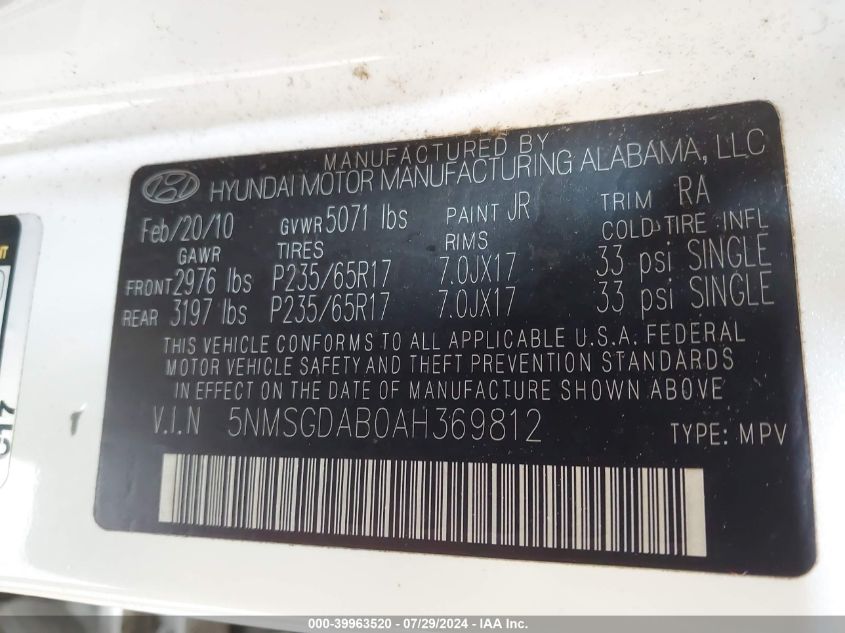 MANUFACTURED BY
HYUNDAI MOTOR MANUFACTURING ALABAMA, LLC
Feb/20/10 GVWR 5071 lbs PAINT JR TRIM RA
GAWR TIRES RIMS COLD TIRE INFL
FRONT 2976 lbs P235/65R17 7.0JX17 33 psi SINGLE
REAR 3197 lbs P235/65R17 7.0JX17 33 psi SINGLE
THIS VEHICLE CONFORMS TO ALL APPLICABLE U.S.A. FEDERAL
MOTOR VEHICLE SAFETY AND THEFT PREVENTION STANDARDS
IN EFFECT ON THE DATE OF MANUFACTURE SHOWN ABOVE
V.I.N 5NMSGDAB0AH369812 TYPE: MPV
C17
000-39963520 - 07/29/2024 - IAA Inc.